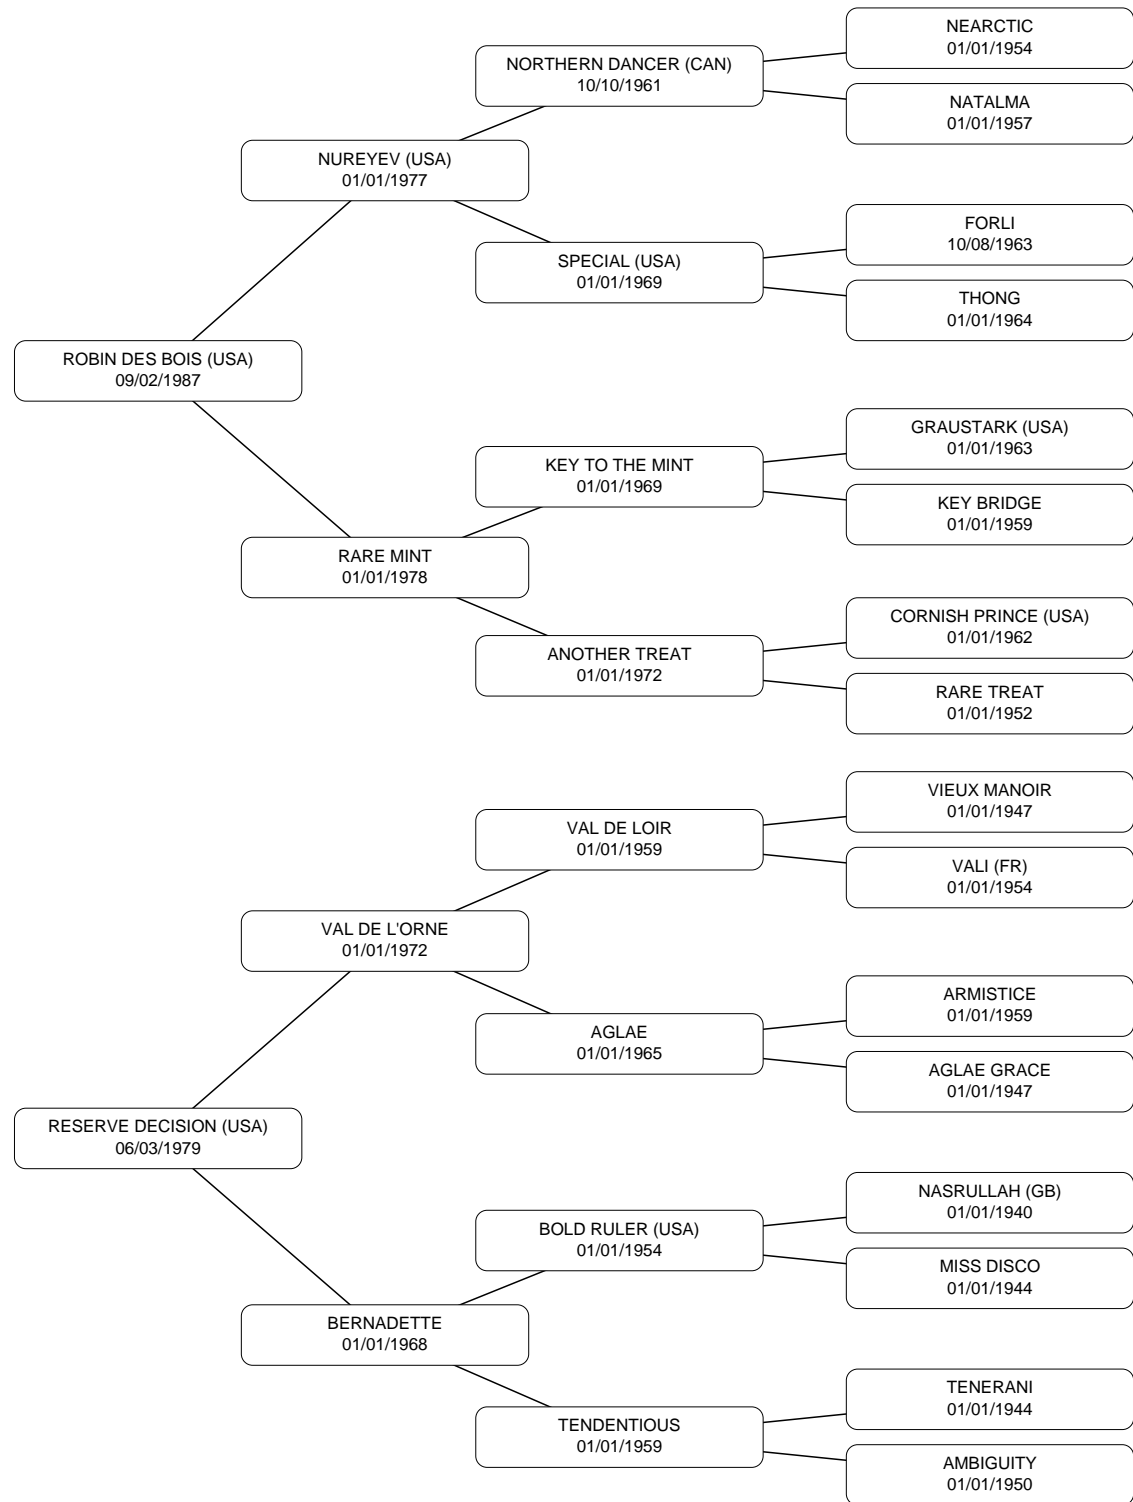 NEARCTIC
01/01/1954
NORTHERN DANCER (CAN)
10/10/1961
NATALMA
01/01/1957
NUREYEV (USA)
01/01/1977
FORLI
10/08/1963
SPECIAL (USA)
01/01/1969
THONG
01/01/1964
ROBIN DES BOIS (USA)
09/02/1987
GRAUSTARK (USA)
01/01/1963
KEY TO THE MINT
01/01/1969
KEY BRIDGE
01/01/1959
RARE MINT
01/01/1978
CORNISH PRINCE (USA)
01/01/1962
ANOTHER TREAT
01/01/1972
RARE TREAT
01/01/1952
VIEUX MANOIR
01/01/1947
VAL DE LOIR
01/01/1959
VALI (FR)
01/01/1954
VAL DE L'ORNE
01/01/1972
ARMISTICE
01/01/1959
AGLAE
01/01/1965
AGLAE GRACE
01/01/1947
RESERVE DECISION (USA)
06/03/1979
NASRULLAH (GB)
01/01/1940
BOLD RULER (USA)
01/01/1954
MISS DISCO
01/01/1944
BERNADETTE
01/01/1968
TENERANI
01/01/1944
TENDENTIOUS
01/01/1959
AMBIGUITY
01/01/1950